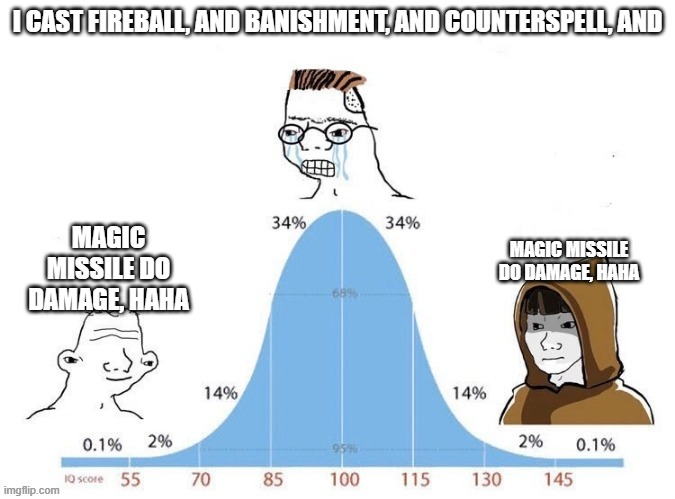 I CAST FIREBALL, AND BANISHMENT, AND COUNTERSPELL, AND
34% 34%
MAGIC
MISSILE DO
DAMAGE, HAHA
MAGIC MISSILE
DO DAMAGE, HAHA
68%
14% 14%
0.1% 2% 95% 2% 0.1%
IQ score 55 70 85 100 115 130 145
imgflip.com